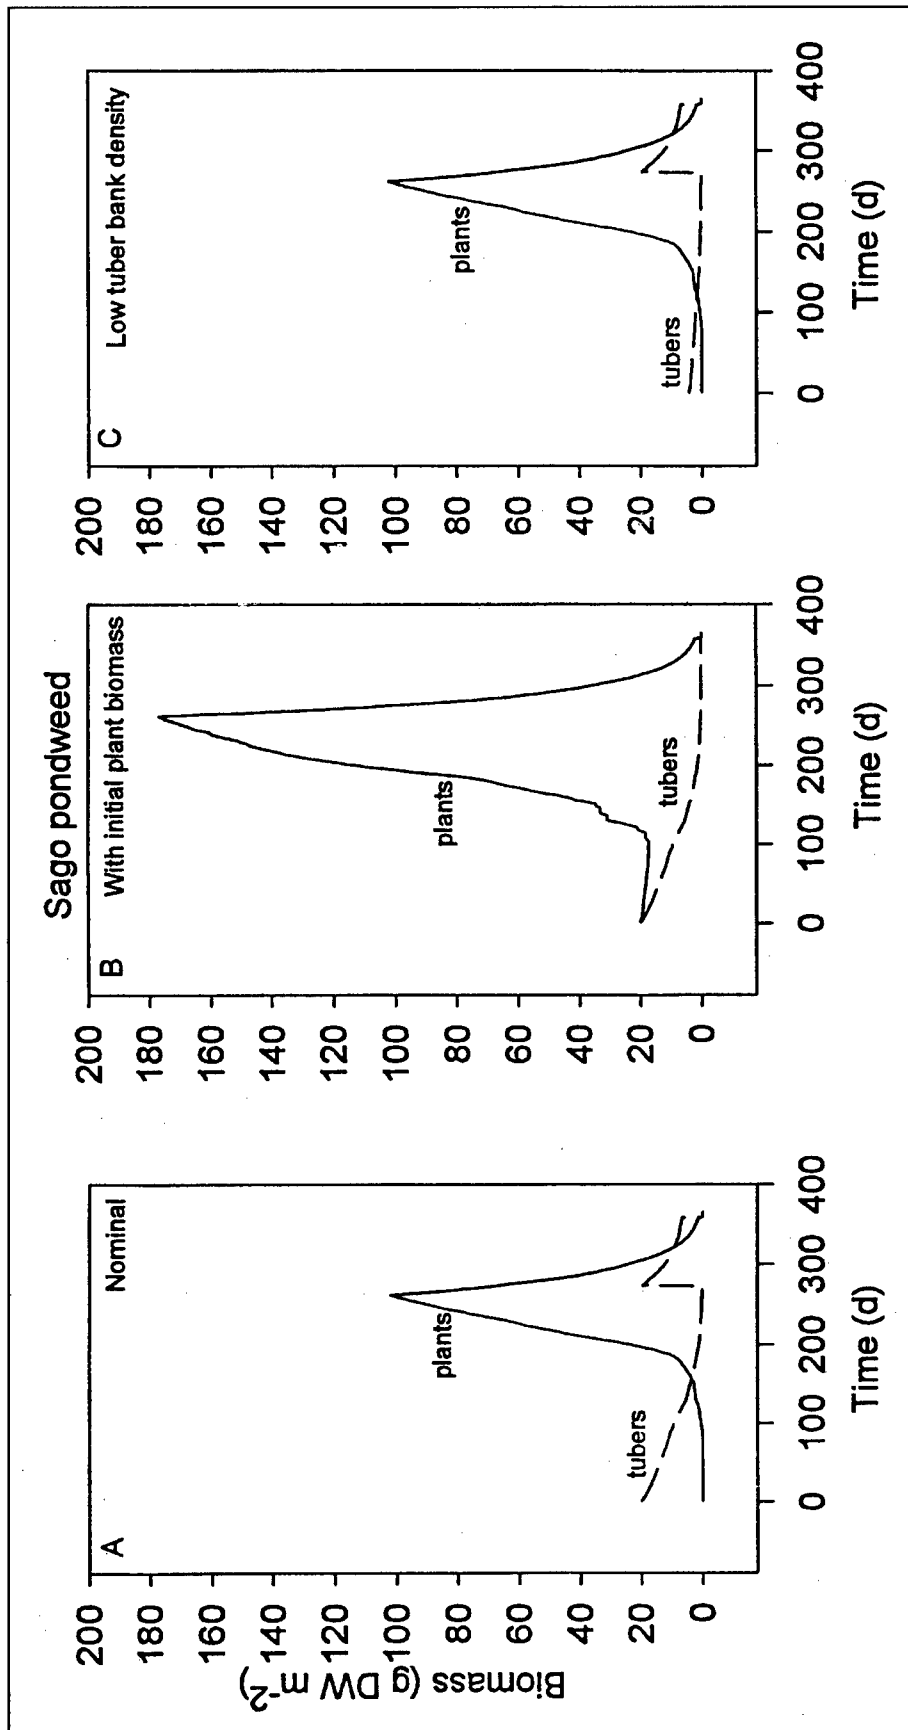 Sago pondweed
A
Nominal
Biomass (g DW m-2)
200
180
160
140
120
100
80
60
40
20
0
plants
tubers
0 100 200 300 400
Time (d)
B
With initial plant biomass
200
180
160
140
120
100
80
60
40
20
0
plants
tubers
0 100 200 300 400
Time (d)
C
Low tuber bank density
200
180
160
140
120
100
80
60
40
20
0
plants
tubers
0 100 200 300 400
Time (d)